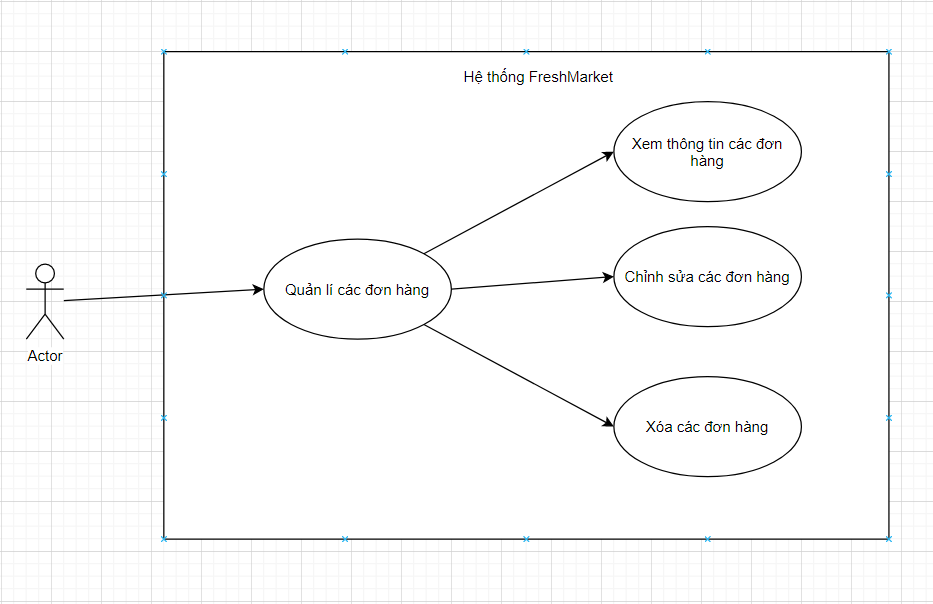 Hệ thống FreshMarket
Xem thông tin các đơn
hàng
Chỉnh sửa các đơn hàng
Quản lí các đơn hàng
Actor
Xóa các đơn hàng